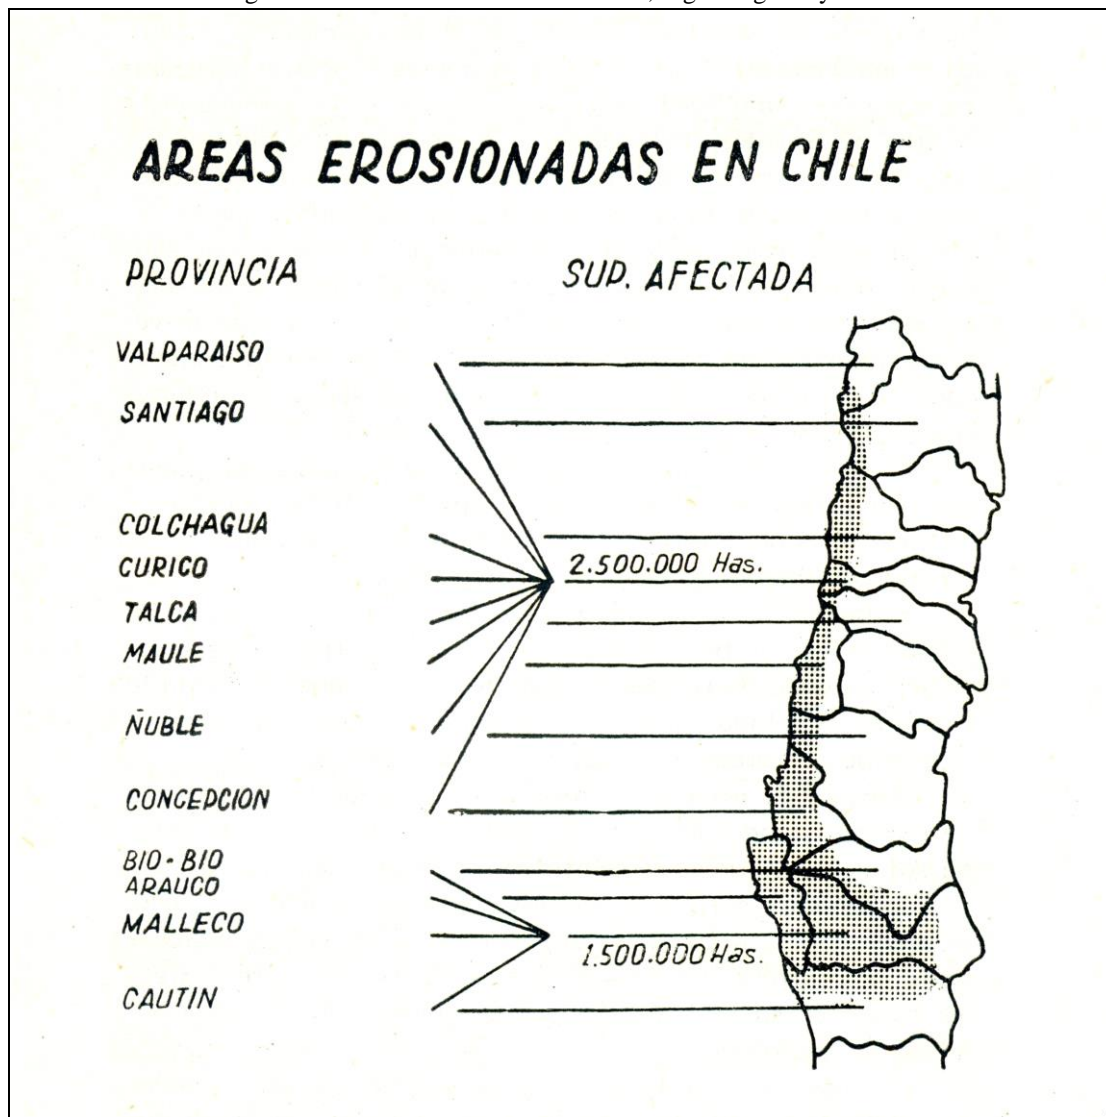 AREAS EROSIONADAS EN CHILE
PROVINCIA SUP. AFECTADA
VALPARAISO
SANTIAGO
COLCHAGUA
CURICO
2.500.000 Has.
TALCA
MAULE
ÑUBLE
CONCEPCION
BIO-BIO
ARAUCO
MALLECO
1.500.000 Has.
CAUTIN